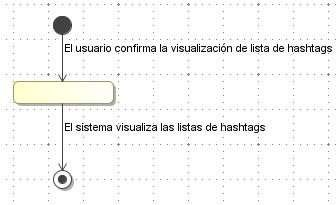 El usuario confirma la visualización de lista de hashtags
El sistema visualiza las listas de hashtags